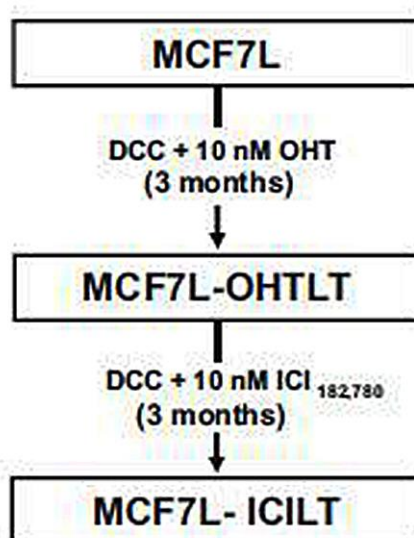 MCF7L
DCC + 10 nM OHT
(3 months)
MCF7L-OHTLT
DCC + 10 nM ICI 182,780
(3 months)
MCF7L- ICILT